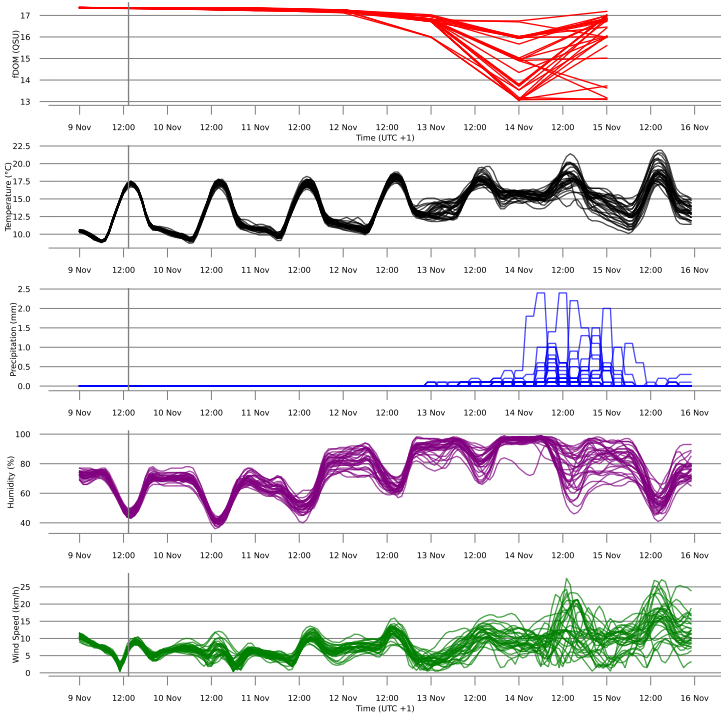 fDOM (QSU)
17
16
15
14
13
9 Nov 12:00 10 Nov 12:00 11 Nov 12:00 12 Nov 12:00 13 Nov 12:00 14 Nov 12:00 15 Nov 12:00 16 Nov
Time (UTC +1)
Temperature (°C)
22.5
20.0
17.5
15.0
12.5
10.0
9 Nov 12:00 10 Nov 12:00 11 Nov 12:00 12 Nov 12:00 13 Nov 12:00 14 Nov 12:00 15 Nov 12:00 16 Nov
Precipitation (mm)
2.5
2.0
1.5
1.0
0.5
0.0
9 Nov 12:00 10 Nov 12:00 11 Nov 12:00 12 Nov 12:00 13 Nov 12:00 14 Nov 12:00 15 Nov 12:00 16 Nov
Humidity (%)
100
80
60
40
9 Nov 12:00 10 Nov 12:00 11 Nov 12:00 12 Nov 12:00 13 Nov 12:00 14 Nov 12:00 15 Nov 12:00 16 Nov
Wind Speed (km/h)
25
20
15
10
5
0
9 Nov 12:00 10 Nov 12:00 11 Nov 12:00 12 Nov 12:00 13 Nov 12:00 14 Nov 12:00 15 Nov 12:00 16 Nov
Time (UTC +1)